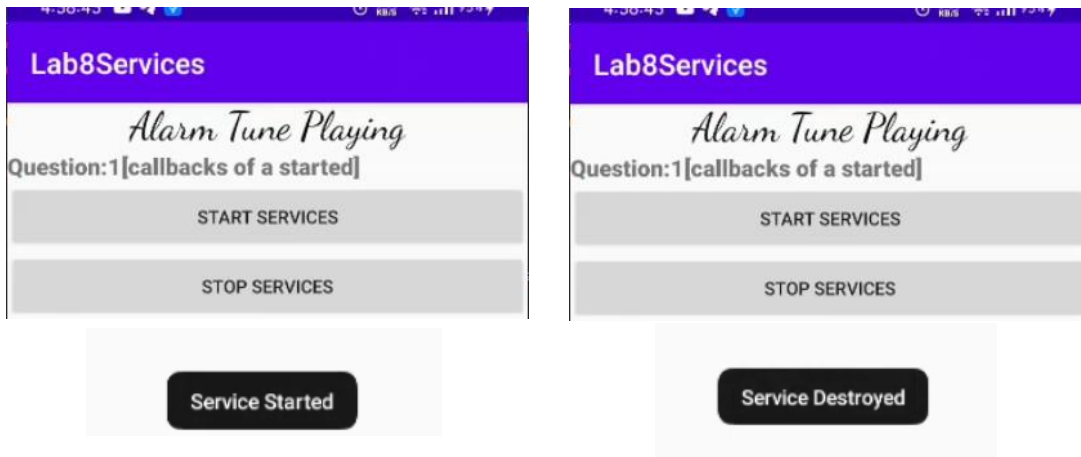 Lab8Services
Alarm Tune Playing
Question:1[callbacks of a started]
START SERVICES
STOP SERVICES
Service Started
Lab8Services
Alarm Tune Playing
Question:1[callbacks of a started]
START SERVICES
STOP SERVICES
Service Destroyed